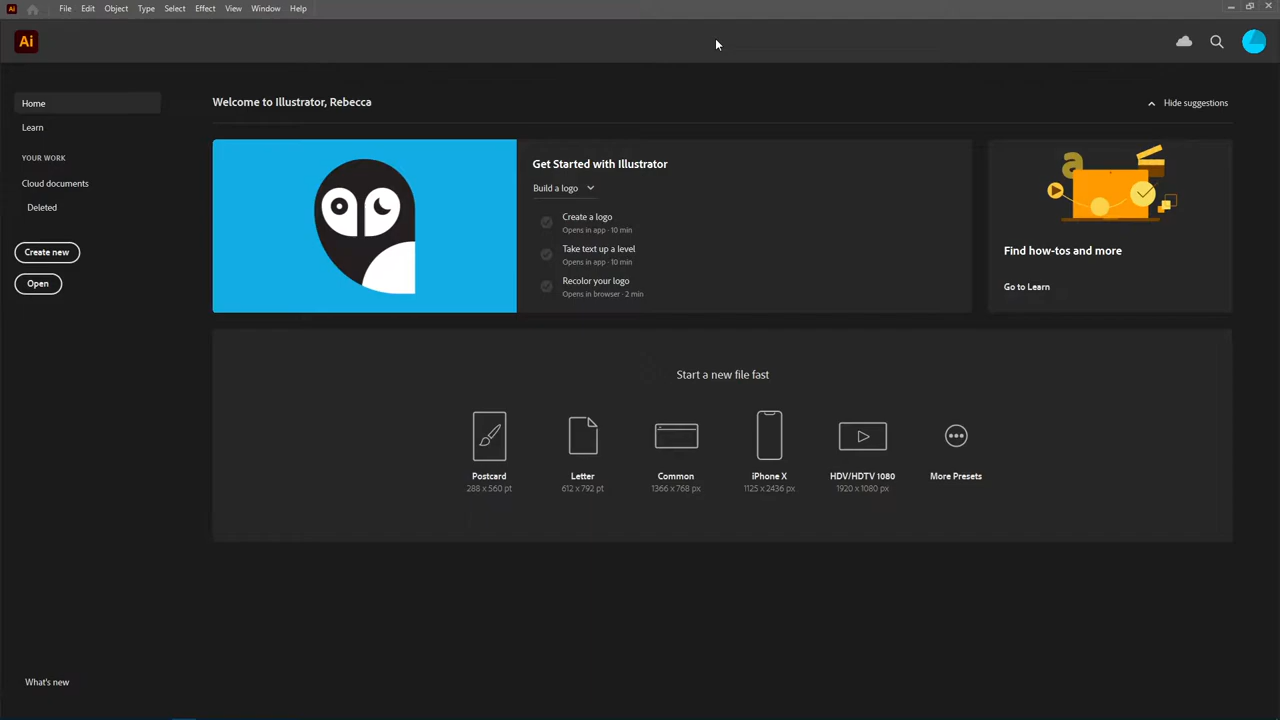 Ai File Edit Object Type Select Effect View Window Help
Ai
Home
Learn
YOUR WORK
Cloud documents
Deleted
Create new
Open
Welcome to Illustrator, Rebecca
Hide suggestions
Get Started with Illustrator
Build a logo
Create a logo
Opens in app · 10 min
Take text up a level
Opens in app · 10 min
Recolor your logo
Opens in browser · 2 min
a
Find how-tos and more
Go to Learn
Start a new file fast
Postcard
288 x 560 pt
Letter
612 x 792 pt
Common
1366 x 768 px
iPhone X
1125 x 2436 px
HDV/HDTV 1080
1920 x 1080 px
More Presets
What's new